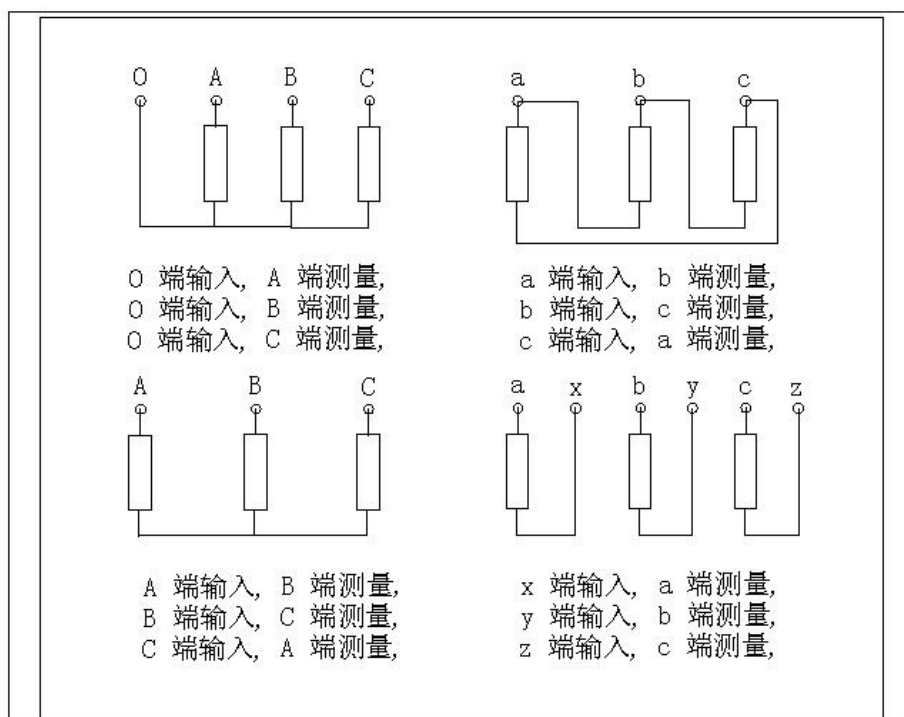 O A B C
O 端输入, A 端测量,
O 端输入, B 端测量,
O 端输入, C 端测量,
a b c
a 端输入, b 端测量,
b 端输入, c 端测量,
c 端输入, a 端测量,
A B C
A 端输入, B 端测量,
B 端输入, C 端测量,
C 端输入, A 端测量,
a x b y c z
x 端输入, a 端测量,
y 端输入, b 端测量,
z 端输入, c 端测量,